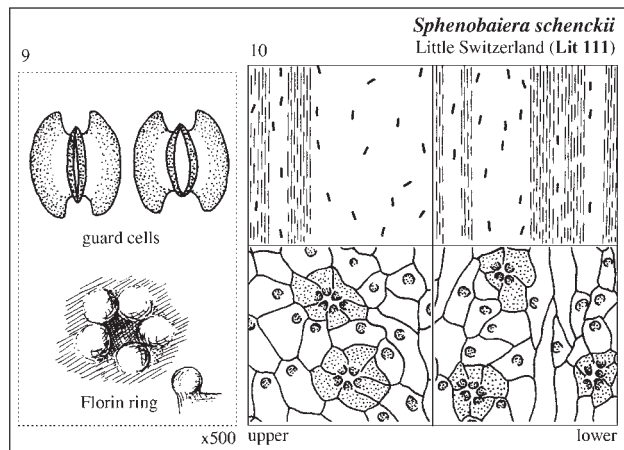 Sphenobaiera schenckii
Little Switzerland (Lit 111)
9
10
guard cells
Florin ring
x500
upper
lower